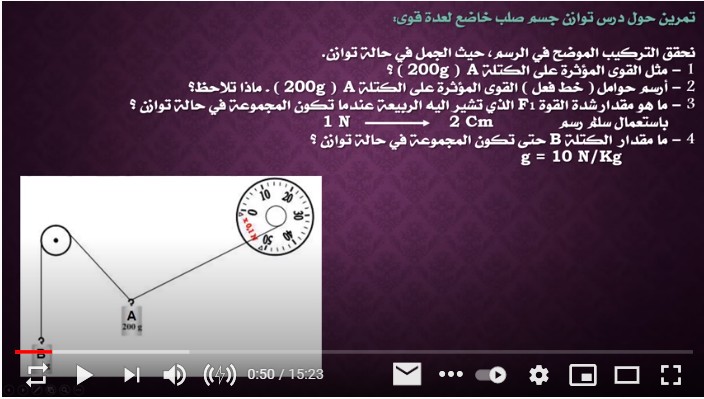 تمرين حول درس توازن جسم صلب خاضع لعدة قوى:
نحقق التركيب الموضح في الرسم، حيث الجمل في حالة توازن.
1 – مثل القوى المؤثرة على الكتلة A ( 200g ) ؟
2 – أرسم حوامل ( خط فعل ) القوى المؤثرة على الكتلة A ( 200g ) . ماذا تلاحظ؟
3 – ما هو مقدار شدة القوة F1 الذي تشير اليه الربيعة عندما تكون المجموعة في حالة توازن ؟
باستعمال سلم رسم 1 N → 2 Cm
4 – ما مقدار الكتلة B حتى تكون المجموعة في حالة توازن ؟
g = 10 N/Kg
0 10 20 30 40 50
A
200 g
B
0:50 / 15:23